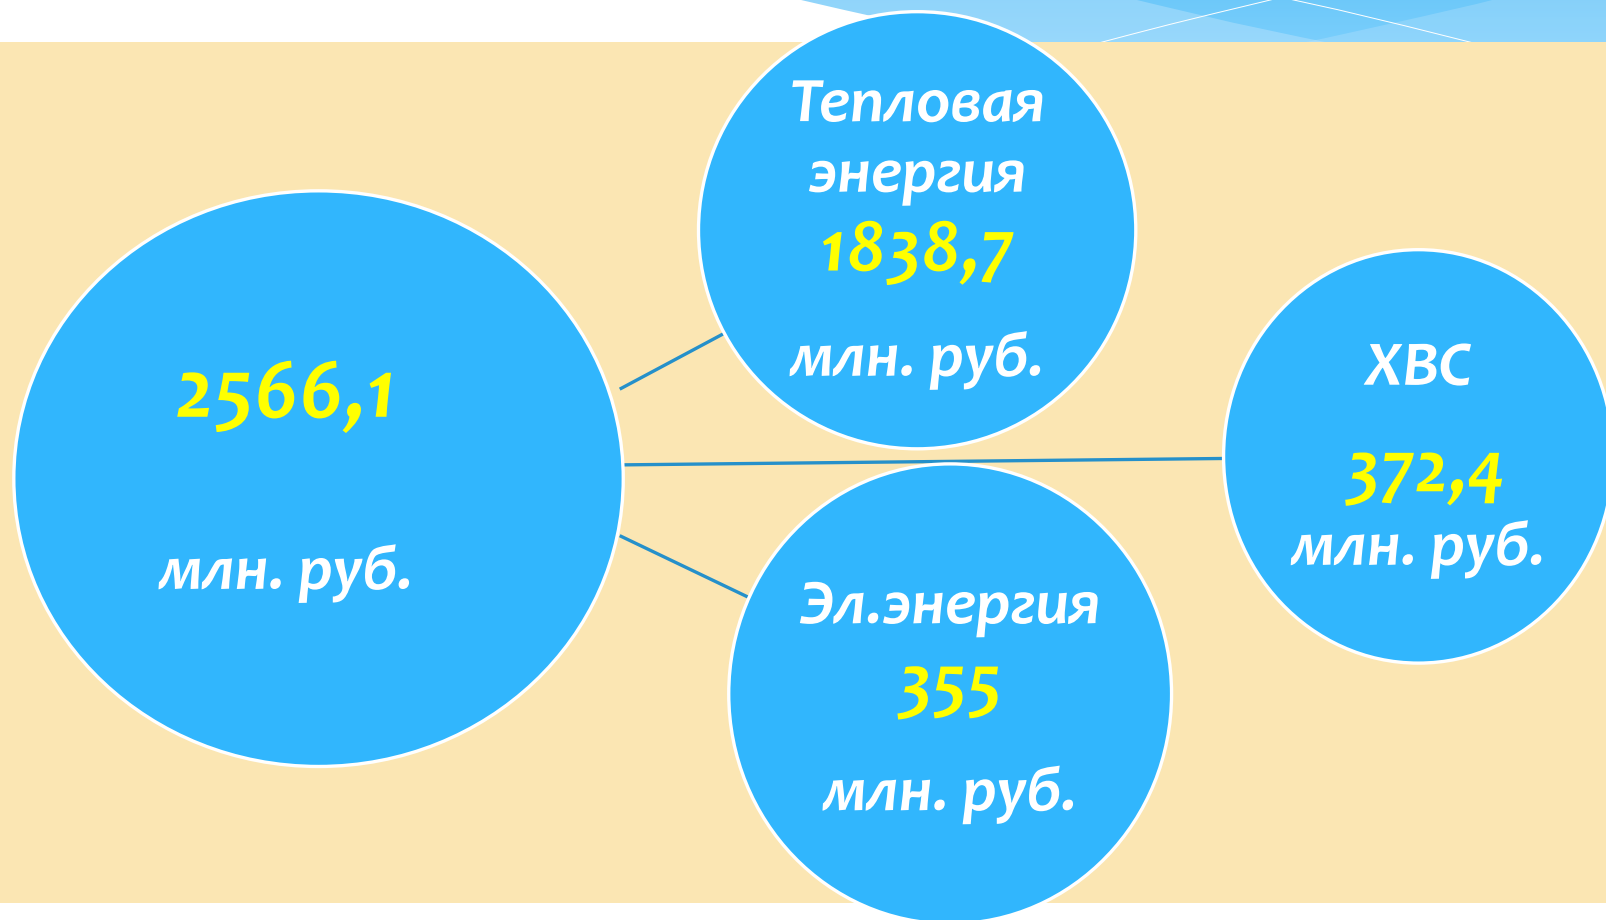 2566,1
млн. руб.
Тепловая
энергия
1838,7
млн. руб.
ХВС
372,4
млн. руб.
Эл.энергия
355
млн. руб.